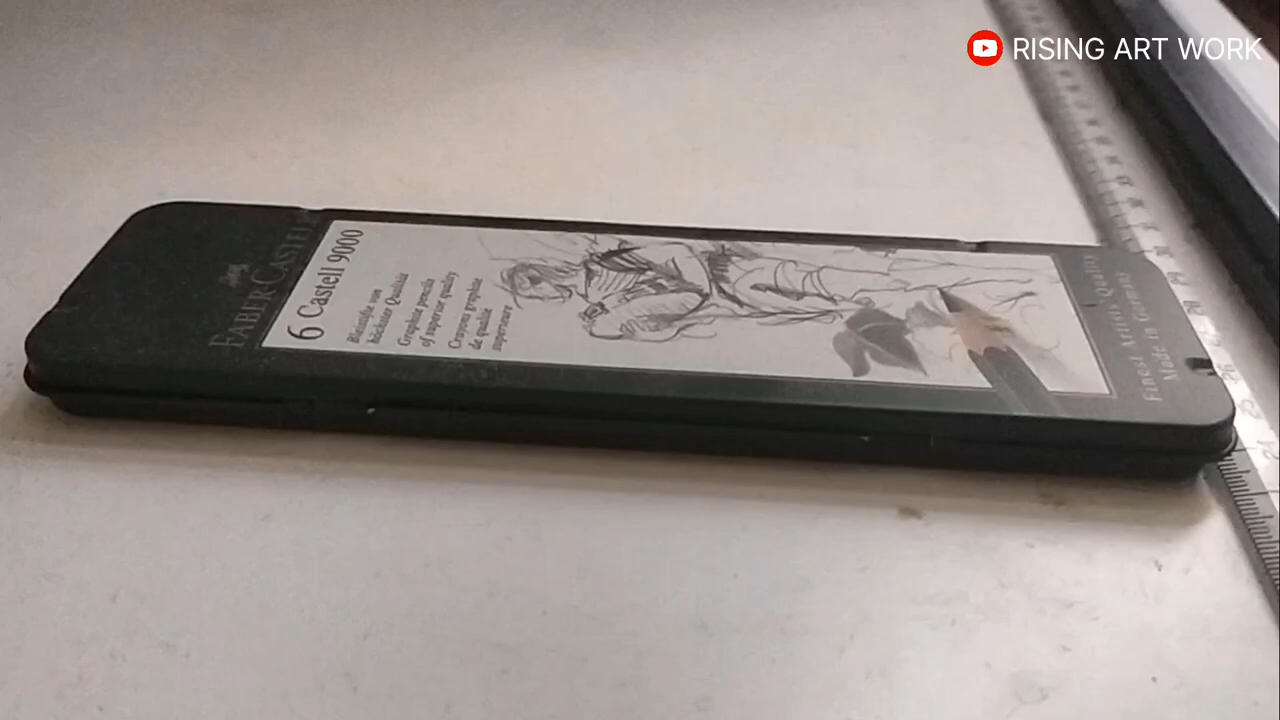 RISING ART WORK
FABER-CASTELL
6 Castell 9000
Bleistifte von
höchster Qualität
Graphite pencils
of superior quality
Crayons graphite
de qualité
supérieure
Finest Artists' Quality
Made in Germany